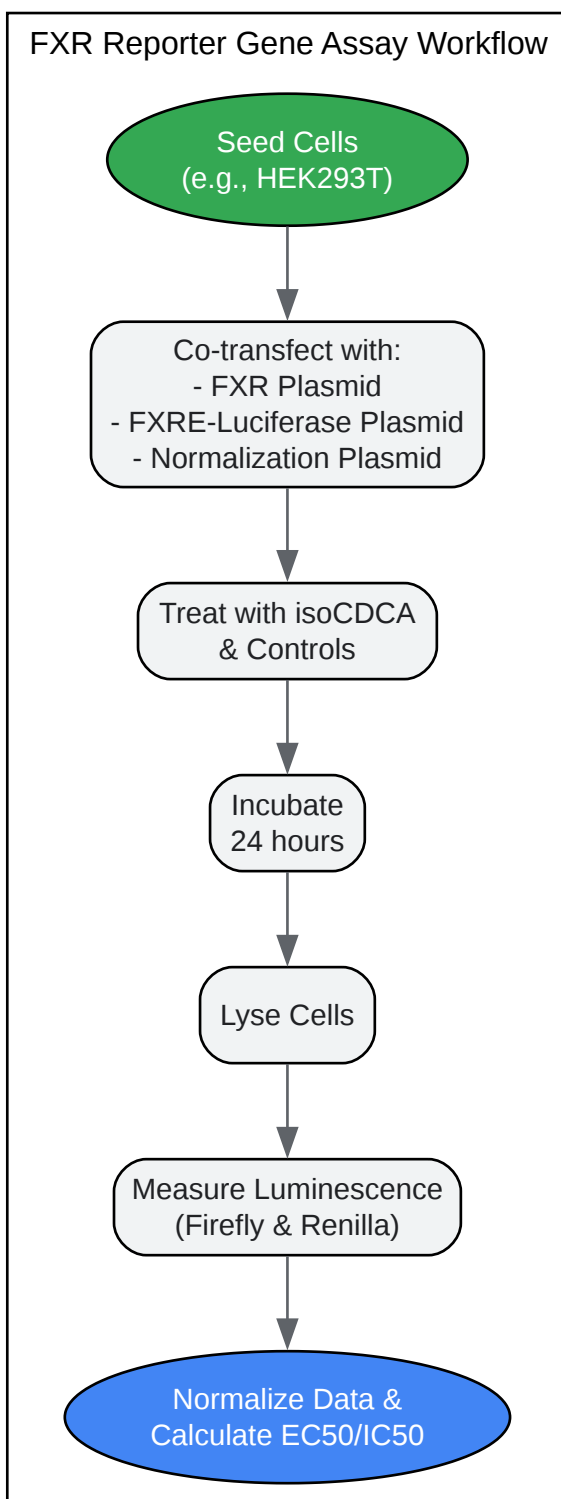 FXR Reporter Gene Assay Workflow
Seed Cells
(e.g., HEK293T)
Co-transfect with:
- FXR Plasmid
- FXRE-Luciferase Plasmid
- Normalization Plasmid
Treat with isoCDCA
& Controls
Incubate
24 hours
Lyse Cells
Measure Luminescence
(Firefly & Renilla)
Normalize Data &
Calculate EC50/IC50